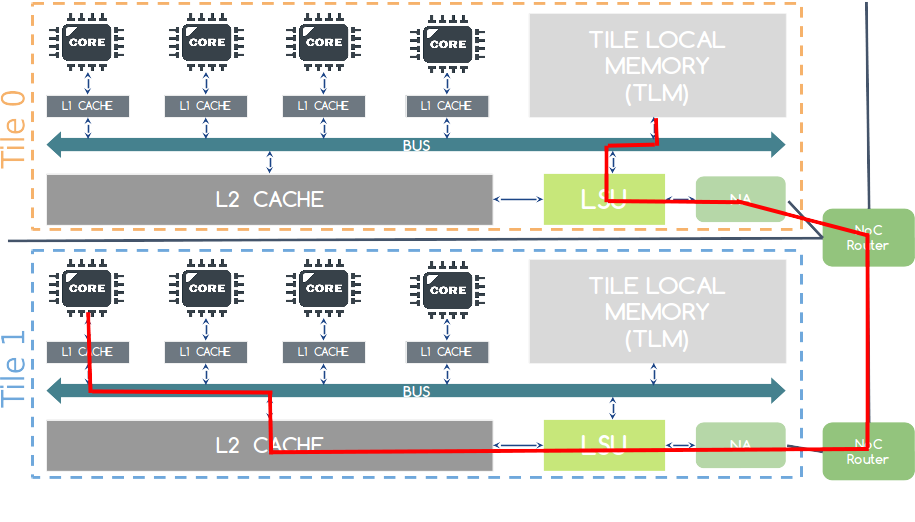 Tile 0
CORE
CORE
CORE
CORE
TILE LOCAL
MEMORY
(TLM)
L1 CACHE
L1 CACHE
L1 CACHE
L1 CACHE
BUS
L2 CACHE
LSU
NA
NoC
Router
Tile 1
CORE
CORE
CORE
CORE
TILE LOCAL
MEMORY
(TLM)
L1 CACHE
L1 CACHE
L1 CACHE
L1 CACHE
BUS
L2 CACHE
LSU
NA
NoC
Router